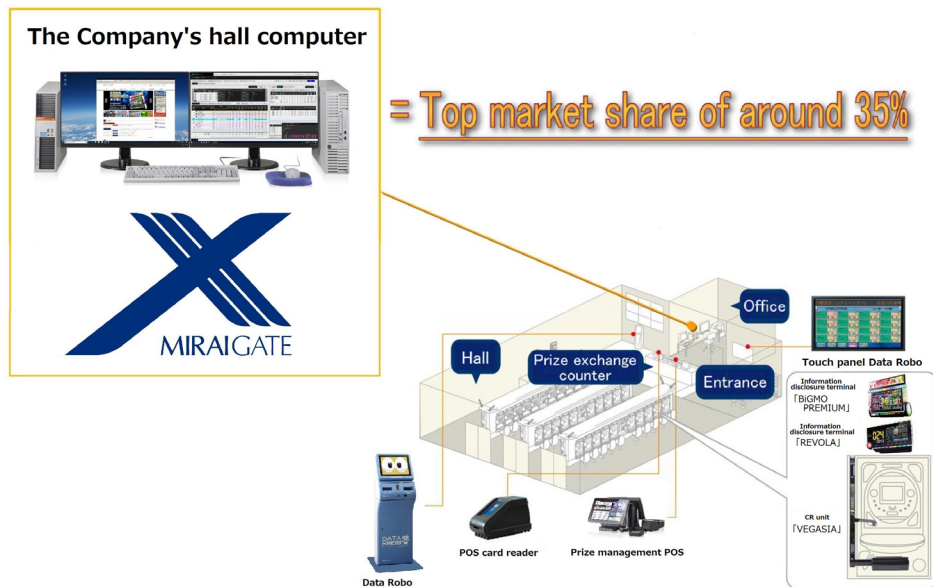 The Company's hall computer
= Top market share of around 35%
MIRAIGATE
Office
Hall
Prize exchange
counter
Entrance
Touch panel Data Robo
Information
disclosure terminal
「BiGMO
PREMIUM」
Information
disclosure terminal
「REVOLA」
CR unit
「VEGASIA」
DATA
POS card reader
Prize management POS
Data Robo